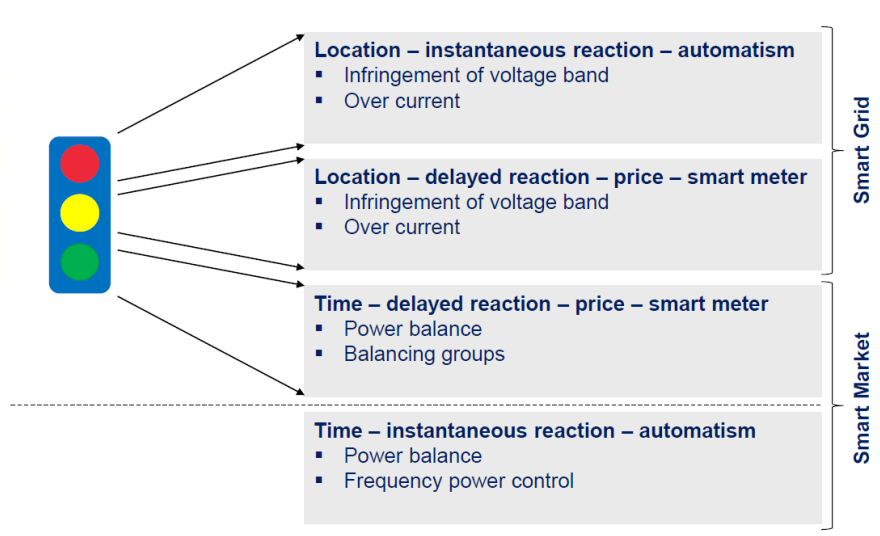 Location – instantaneous reaction – automatism
▪ Infringement of voltage band
▪ Over current
Location – delayed reaction – price – smart meter
▪ Infringement of voltage band
▪ Over current
Smart Grid
Time – delayed reaction – price – smart meter
▪ Power balance
▪ Balancing groups
Time – instantaneous reaction – automatism
▪ Power balance
▪ Frequency power control
Smart Market